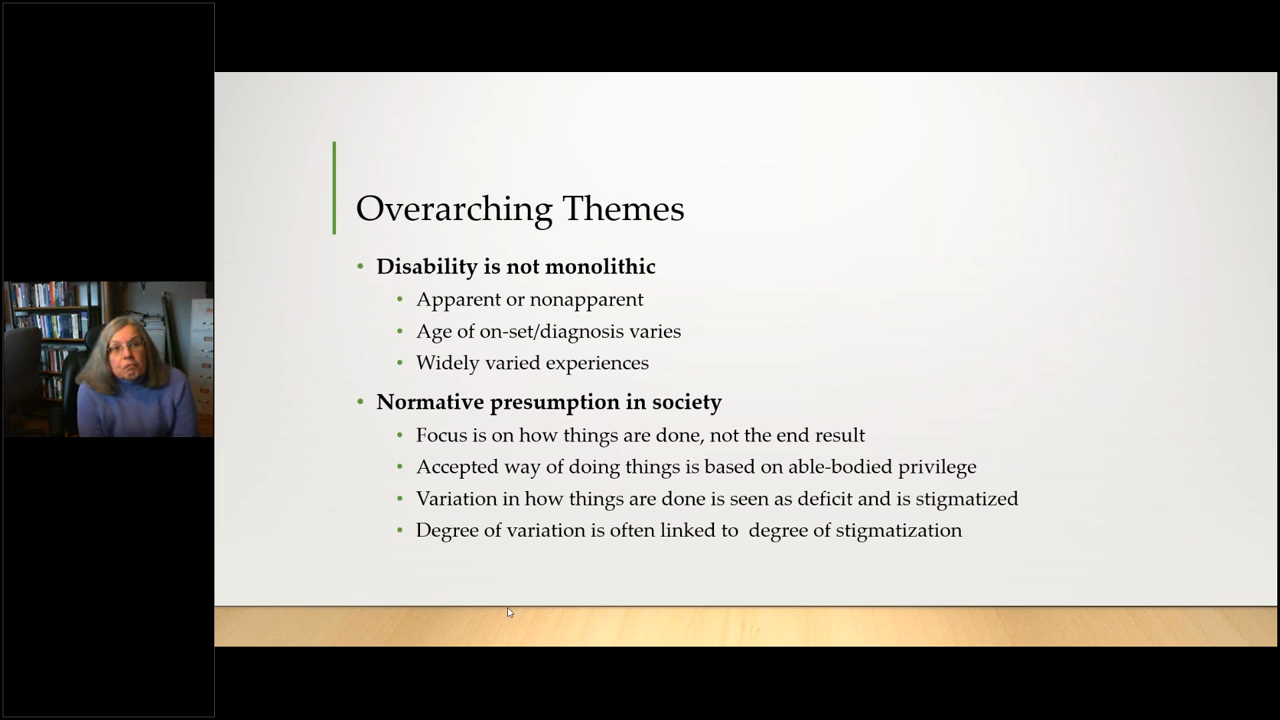 Overarching Themes
• Disability is not monolithic
• Apparent or nonapparent
• Age of on-set/diagnosis varies
• Widely varied experiences
• Normative presumption in society
• Focus is on how things are done, not the end result
• Accepted way of doing things is based on able-bodied privilege
• Variation in how things are done is seen as deficit and is stigmatized
• Degree of variation is often linked to  degree of stigmatization